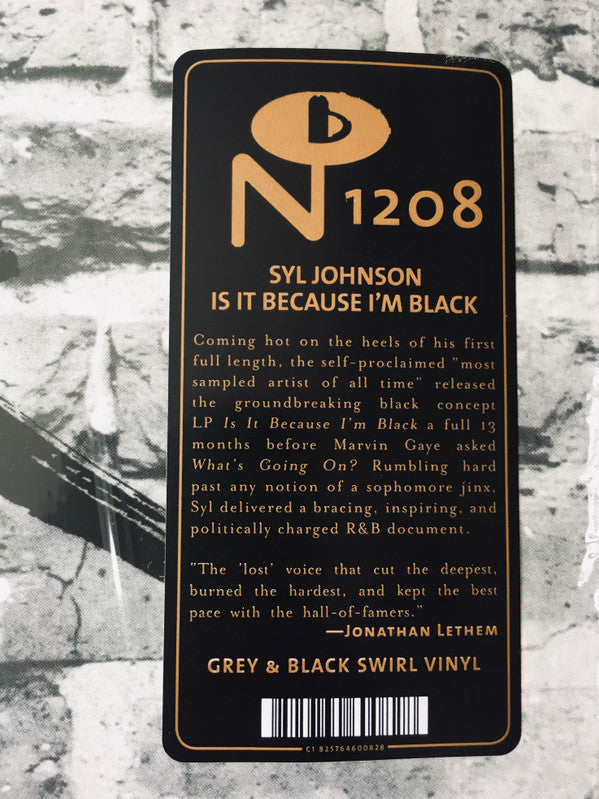 N 1208
SYL JOHNSON
IS IT BECAUSE I'M BLACK
Coming hot on the heels of his first
full length, the self-proclaimed "most
sampled artist of all time" released
the groundbreaking black concept
LP Is It Because I'm Black a full 13
months before Marvin Gaye asked
What's Going On? Rumbling hard
past any notion of a sophomore jinx,
Syl delivered a bracing, inspiring, and
politically charged R&B document.
"The 'lost' voice that cut the deepest,
burned the hardest, and kept the best
pace with the hall-of-famers."
—JONATHAN LETHEM
GREY & BLACK SWIRL VINYL
C1 825764600828